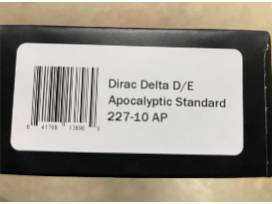 Dirac Delta D/E
Apocalyptic Standard
227-10 AP